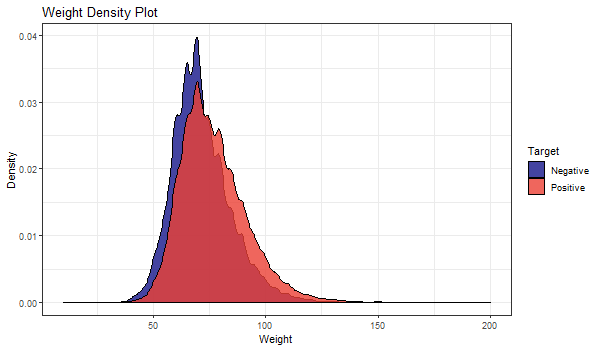 Weight Density Plot
0.04
0.03
0.02
0.01
0.00
Density
50
100
150
200
Weight
Target
Negative
Positive